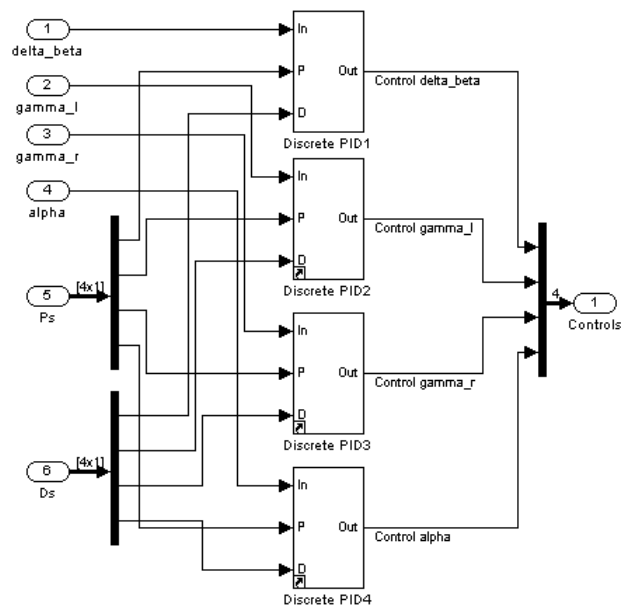 1
delta_beta
2
gamma_l
3
gamma_r
4
alpha
[4x1]
5
Ps
[4x1]
6
Ds
In
P
D
Out
Discrete PID1
Control delta_beta
In
P
D
Out
Discrete PID2
Control gamma_l
In
P
D
Out
Discrete PID3
Control gamma_r
In
P
D
Out
Discrete PID4
Control alpha
4
1
Controls